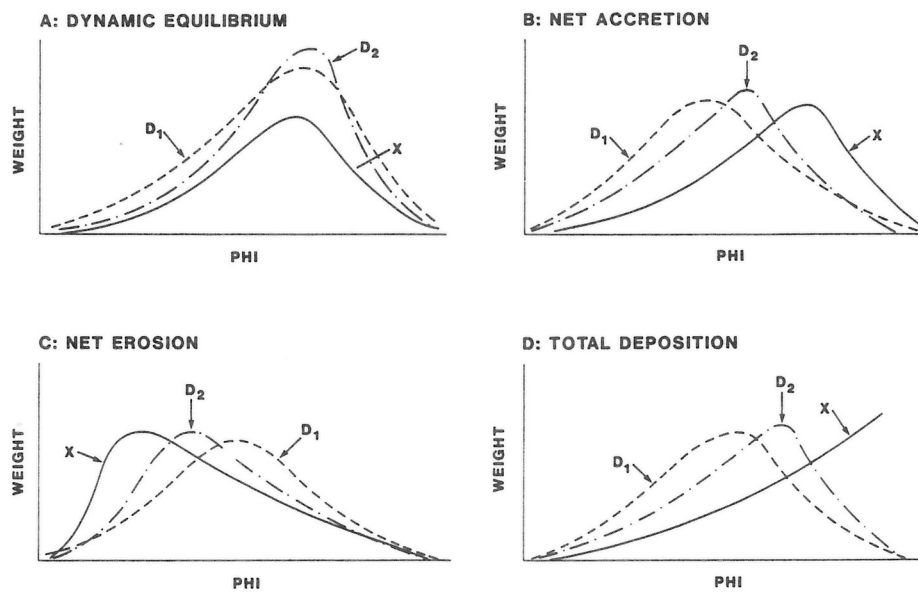 A: DYNAMIC EQUILIBRIUM
WEIGHT
D1
D2
X
PHI
B: NET ACCRETION
WEIGHT
D1
D2
X
PHI
C: NET EROSION
WEIGHT
X
D2
D1
PHI
D: TOTAL DEPOSITION
WEIGHT
D1
D2
X
PHI